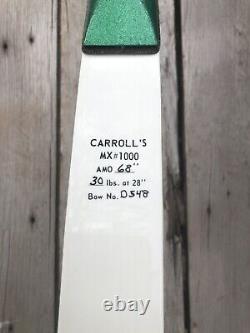 CARROLL'S
MX#1000
AMO 68"
30 lbs. at 28"
Bow No. D548